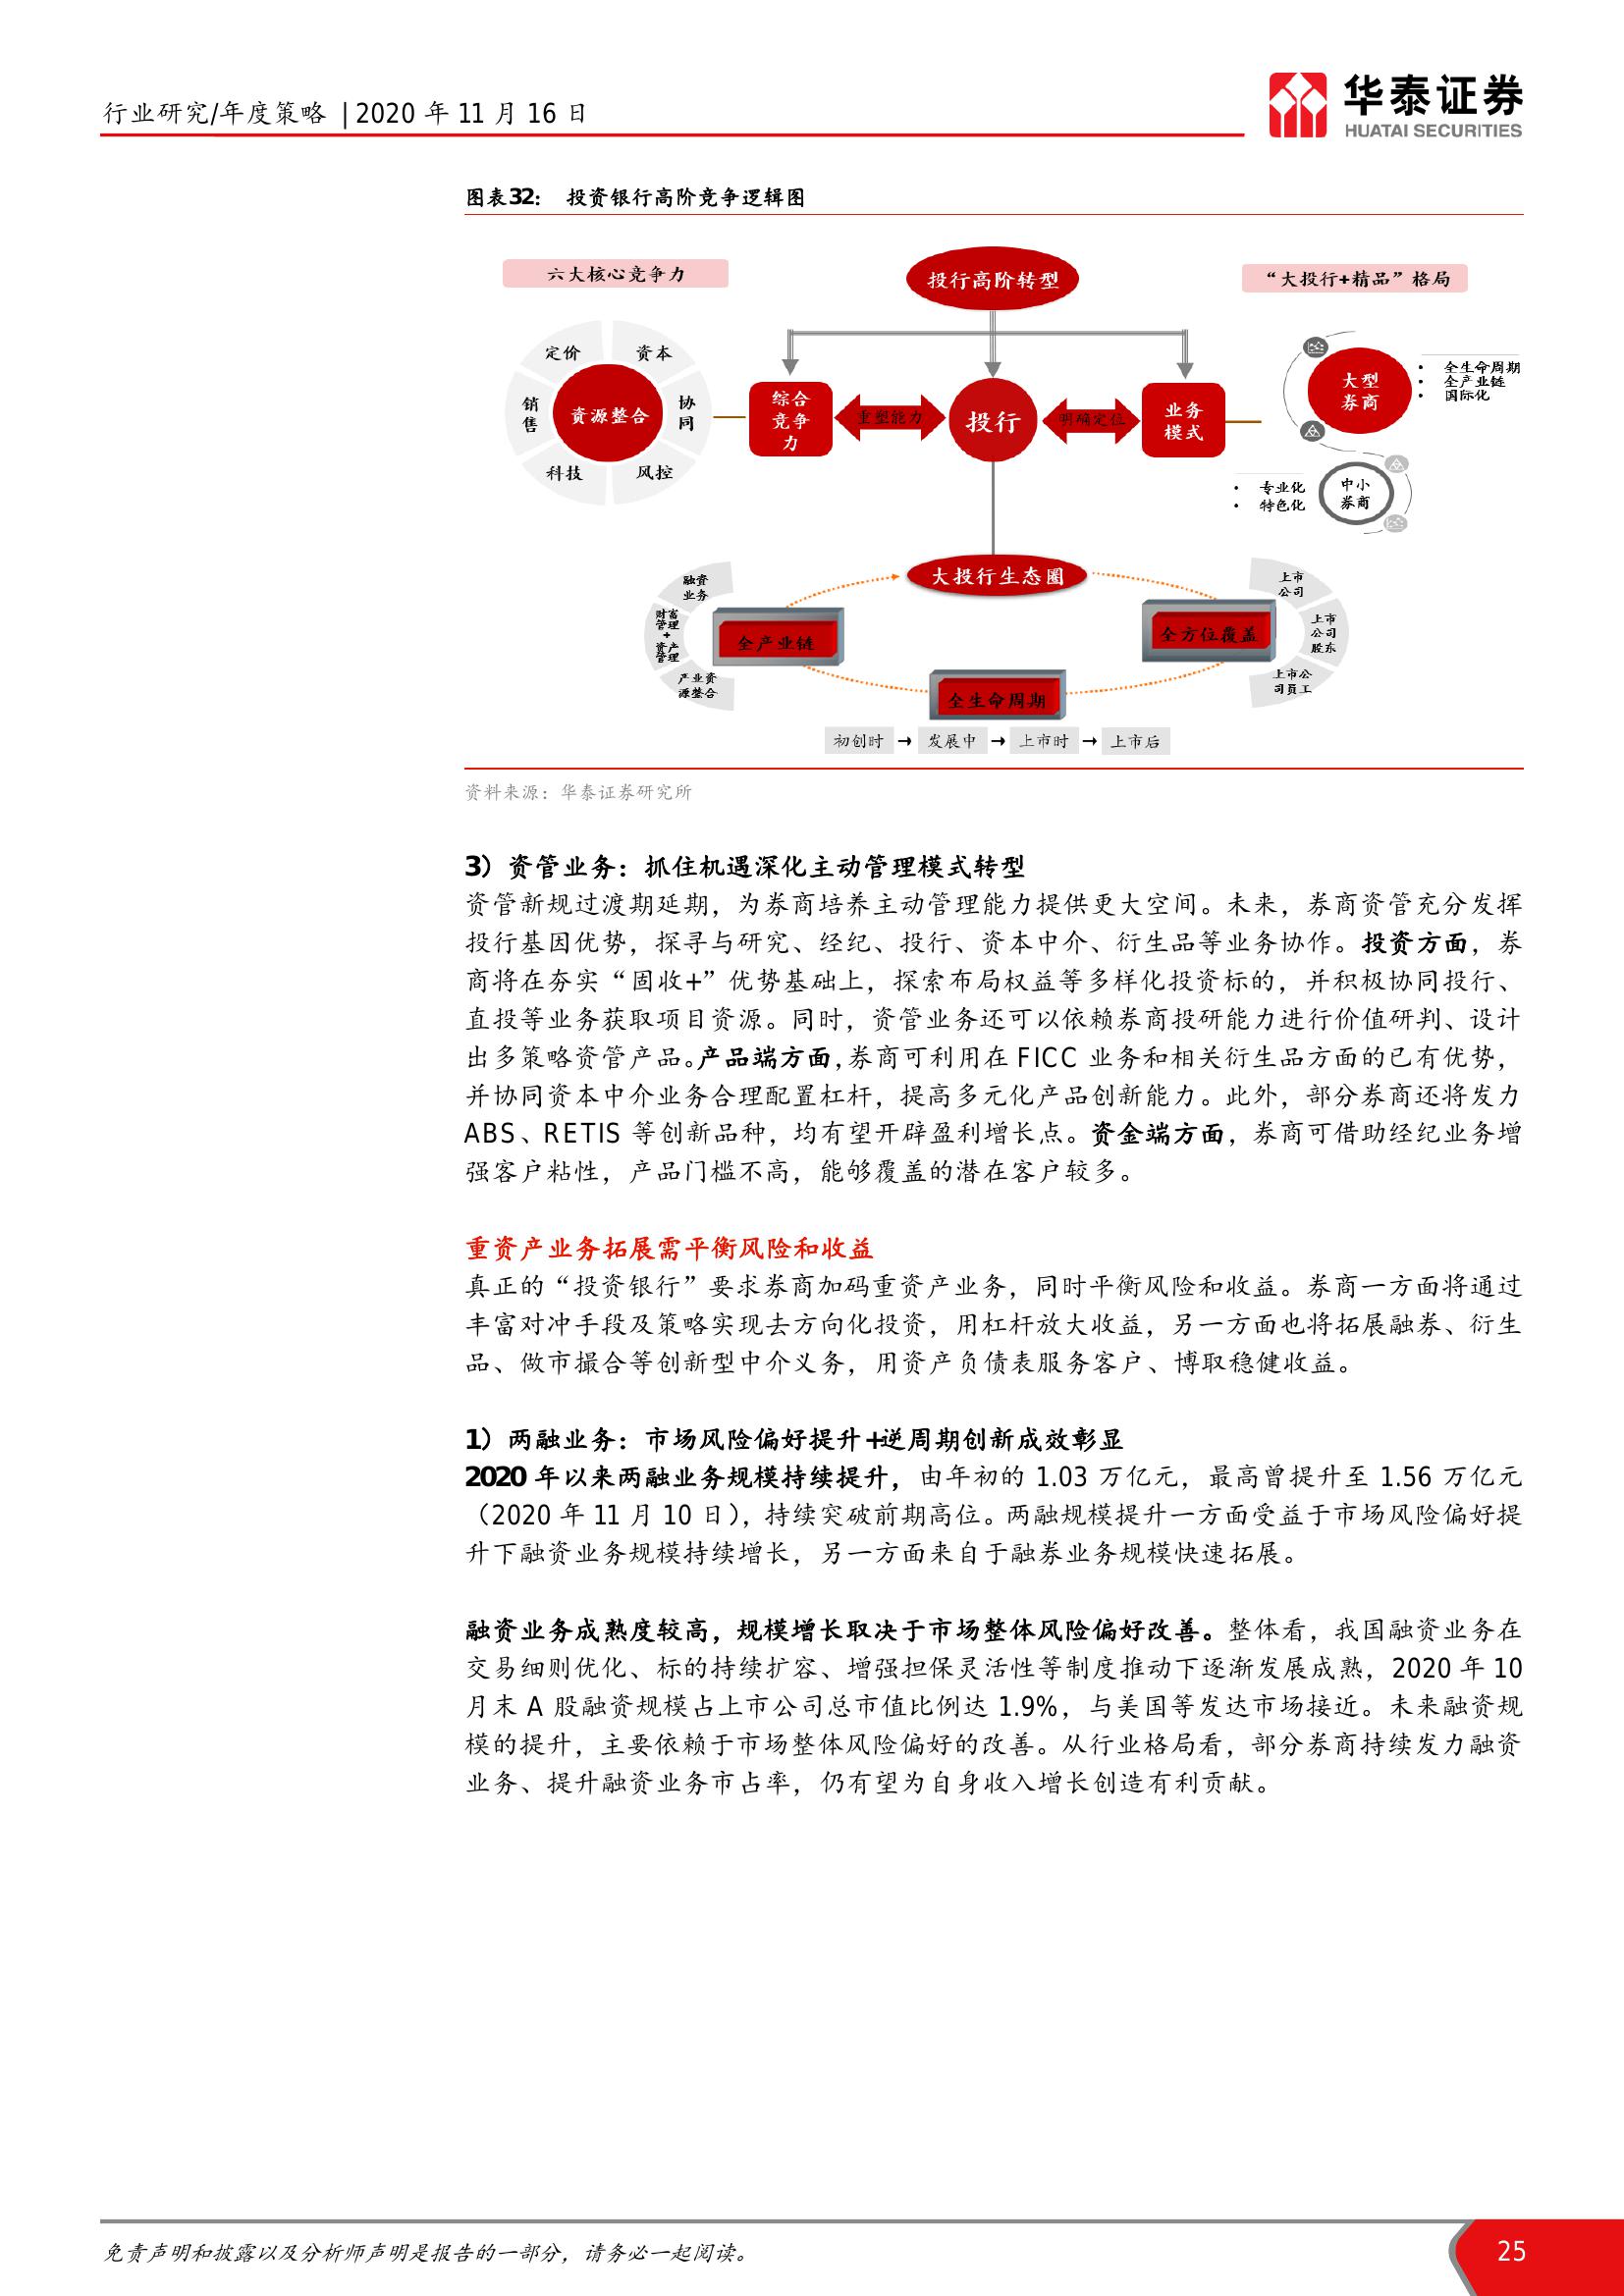 行业研究/年度策略 | 2020 年 11 月 16 日
华泰证券
HUATAI SECURITIES
图表32： 投资银行高阶竞争逻辑图
六大核心竞争力
投行高阶转型
“大投行+精品”格局
定价
资本
销售
资源整合
协同
科技
风控
综合
竞争
力
重塑能力
投行
明确定位
业务
模式
大型
券商
• 全生命周期
• 全产业链
• 国际化
• 专业化
• 特色化
中小
券商
大投行生态圈
融资
业务
财富
管理
+
资产
管理
产业资
源整合
全产业链
全方位覆盖
上市
公司
上市
公司
股东
上市公
司员工
全生命周期
初创时 → 发展中 → 上市时 → 上市后
资料来源：华泰证券研究所
3）资管业务：抓住机遇深化主动管理模式转型
资管新规过渡期延期，为券商培养主动管理能力提供更大空间。未来，券商资管充分发挥
投行基因优势，探寻与研究、经纪、投行、资本中介、衍生品等业务协作。投资方面，券
商将在夯实“固收+”优势基础上，探索布局权益等多样化投资标的，并积极协同投行、
直投等业务获取项目资源。同时，资管业务还可以依赖券商投研能力进行价值研判、设计
出多策略资管产品。产品端方面，券商可利用在 FICC 业务和相关衍生品方面的已有优势，
并协同资本中介业务合理配置杠杆，提高多元化产品创新能力。此外，部分券商还将发力
ABS、RETIS 等创新品种，均有望开辟盈利增长点。资金端方面，券商可借助经纪业务增
强客户粘性，产品门槛不高，能够覆盖的潜在客户较多。
重资产业务拓展需平衡风险和收益
真正的“投资银行”要求券商加码重资产业务，同时平衡风险和收益。券商一方面将通过
丰富对冲手段及策略实现去方向化投资，用杠杆放大收益，另一方面也将拓展融券、衍生
品、做市撮合等创新型中介义务，用资产负债表服务客户、博取稳健收益。
1）两融业务：市场风险偏好提升+逆周期创新成效彰显
2020 年以来两融业务规模持续提升，由年初的 1.03 万亿元，最高曾提升至 1.56 万亿元
（2020 年 11 月 10 日），持续突破前期高位。两融规模提升一方面受益于市场风险偏好提
升下融资业务规模持续增长，另一方面来自于融券业务规模快速拓展。
融资业务成熟度较高，规模增长取决于市场整体风险偏好改善。整体看，我国融资业务在
交易细则优化、标的持续扩容、增强担保灵活性等制度推动下逐渐发展成熟，2020 年 10
月末 A 股融资规模占上市公司总市值比例达 1.9%，与美国等发达市场接近。未来融资规
模的提升，主要依赖于市场整体风险偏好的改善。从行业格局看，部分券商持续发力融资
业务、提升融资业务市占率，仍有望为自身收入增长创造有利贡献。
免责声明和披露以及分析师声明是报告的一部分，请务必一起阅读。
25